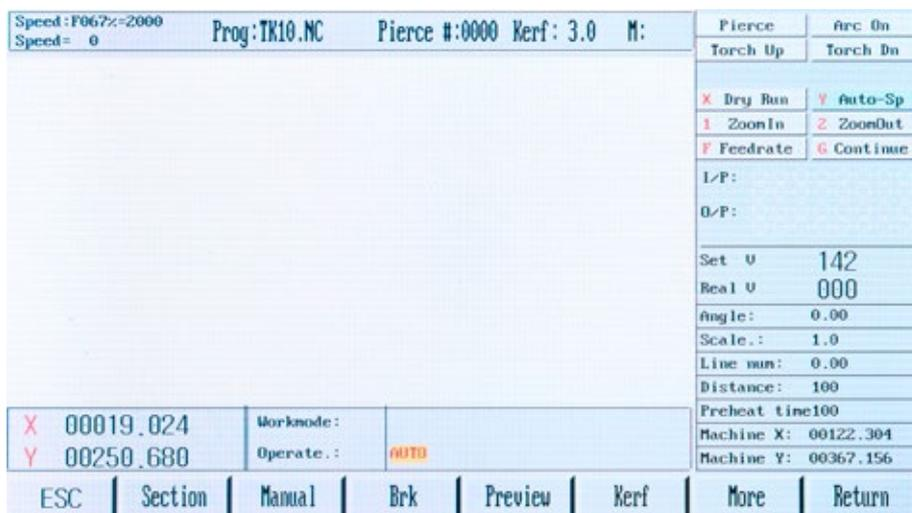 Speed:F067%=2000
Speed= 0
Prog:TK10.NC
Pierce #:0000 Kerf: 3.0 M:
Pierce Arc On
Torch Up Torch Dn
X Dry Run Y Auto-Sp
1 ZoomIn 2 ZoomOut
F Feedrate G Continue
I/P:
O/P:
Set V 142
Real V 000
Angle: 0.00
Scale.: 1.0
Line num: 0.00
Distance: 100
Preheat time100
Machine X: 00122.304
Machine Y: 00367.156
X 00019.024
Y 00250.680
Workmode:
Operate.: AUTO
ESC Section Manual Brk Preview Kerf More Return